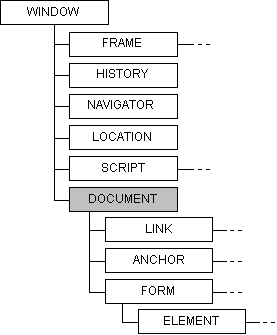 WINDOW
FRAME
HISTORY
NAVIGATOR
LOCATION
SCRIPT
DOCUMENT
LINK
ANCHOR
FORM
ELEMENT